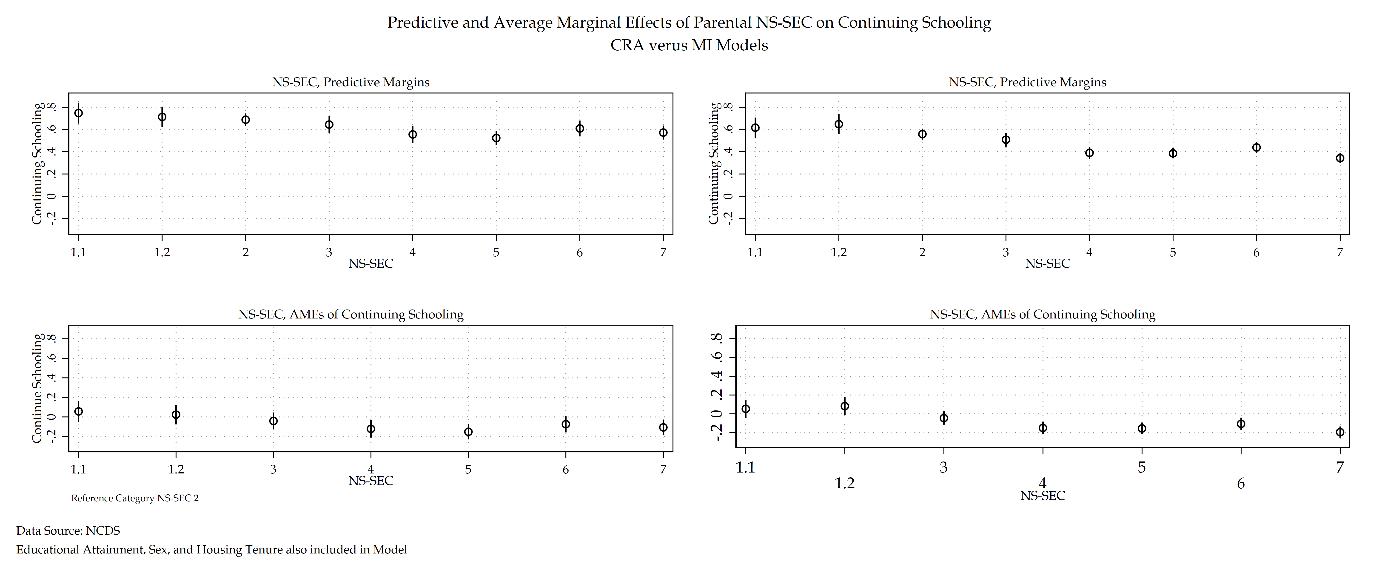 Predictive and Average Marginal Effects of Parental NS-SEC on Continuing Schooling
CRA verus MI Models
NS-SEC, Predictive Margins
Continuing Schooling
.8
.6
.4
.2
0
-.2
1.1 1.2 2 3 4 5 6 7
NS-SEC
NS-SEC, Predictive Margins
Continuing Schooling
.8
.6
.4
.2
0
-.2
1.1 1.2 2 3 4 5 6 7
NS-SEC
NS-SEC, AMEs of Continuing Schooling
Continue Schooling
.8
.6
.4
.2
0
-.2
1.1 1.2 3 4 5 6 7
NS-SEC
Reference Category NS-SEC 2
NS-SEC, AMEs of Continuing Schooling
.8
.6
.4
.2
0
-.2
1.1 3 5 7
1.2 4 6
NS-SEC
Data Source: NCDS
Educational Attainment, Sex, and Housing Tenure also included in Model